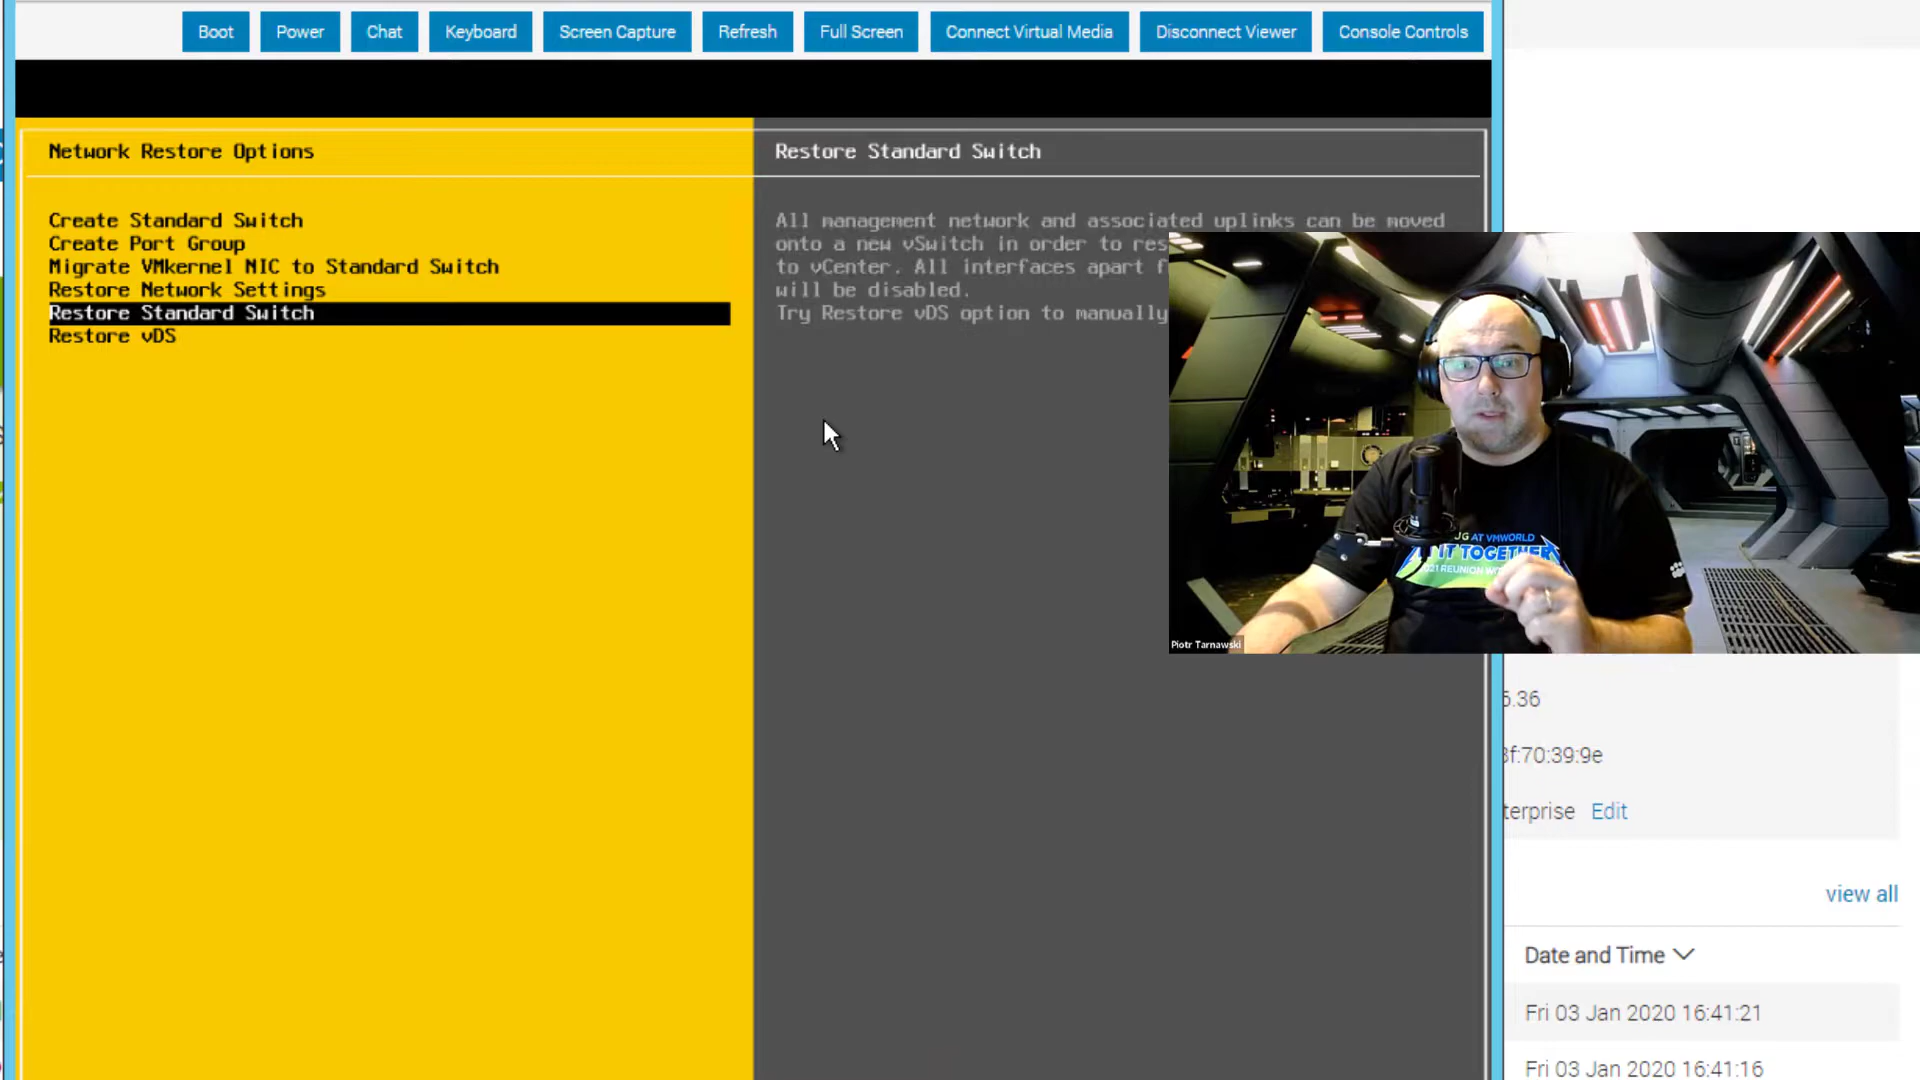 Boot
Power
Chat
Keyboard
Screen Capture
Refresh
Full Screen
Connect Virtual Media
Disconnect Viewer
Console Controls
Network Restore Options
Create Standard Switch
Create Port Group
Migrate VMkernel NIC to Standard Switch
Restore Network Settings
Restore Standard Switch
Restore vDS
Restore Standard Switch
All management network and associated uplinks can be moved
onto a new vSwitch in order to res
to vCenter. All interfaces apart f
will be disabled.
Try Restore vDS option to manually
JG AT VMWORLD
IT TOGETHER
2021 REUNION
Piotr Tarnawski
6.36
3f:70:39:9e
terprise Edit
view all
Date and Time
Fri 03 Jan 2020 16:41:21
Fri 03 Jan 2020 16:41:16